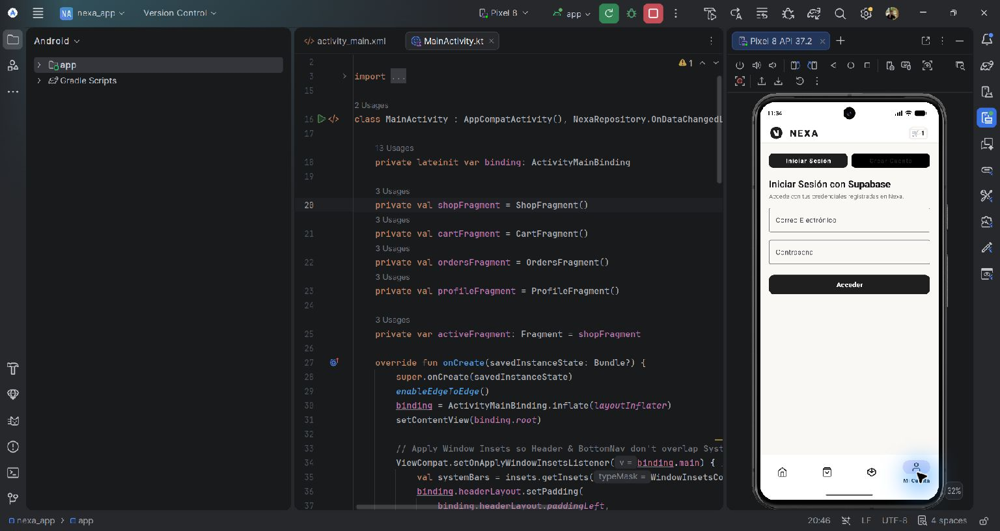 NA nexa_app Version Control Pixel 8 app
Android
app
Gradle Scripts
activity_main.xml MainActivity.kt
Pixel 8 API 37.2
1
2
3 import ...
15
2 Usages
16 class MainActivity : AppCompatActivity(), NexaRepository.OnDataChangedL
17
13 Usages
18 private lateinit var binding: ActivityMainBinding
19
3 Usages
20 private val shopFragment = ShopFragment()
3 Usages
21 private val cartFragment = CartFragment()
3 Usages
22 private val ordersFragment = OrdersFragment()
3 Usages
23 private val profileFragment = ProfileFragment()
24
3 Usages
25 private var activeFragment: Fragment = shopFragment
26
27 override fun onCreate(savedInstanceState: Bundle?) {
28 super.onCreate(savedInstanceState)
29 enableEdgeToEdge()
30 binding = ActivityMainBinding.inflate(layoutInflater)
31 setContentView(binding.root)
32
33 // Apply Window Insets so Header & BottomNav don't overlap Syst
34 ViewCompat.setOnApplyWindowInsetsListener( v = binding.main) {
35 val systemBars = insets.getInsets( typeMask = WindowInsetsCo
36 binding.headerLayout.setPadding(
37 binding.headerLayout.paddingLeft,
11:34
NEXA 1
Iniciar Sesión Crear Cuenta
Iniciar Sesión con Supabase
Accede con tus credenciales registradas en Nexa.
Correo Electrónico
Contraseña
Acceder
Mi Cuenta
32%
nexa_app app
20:46 LF UTF-8 4 spaces